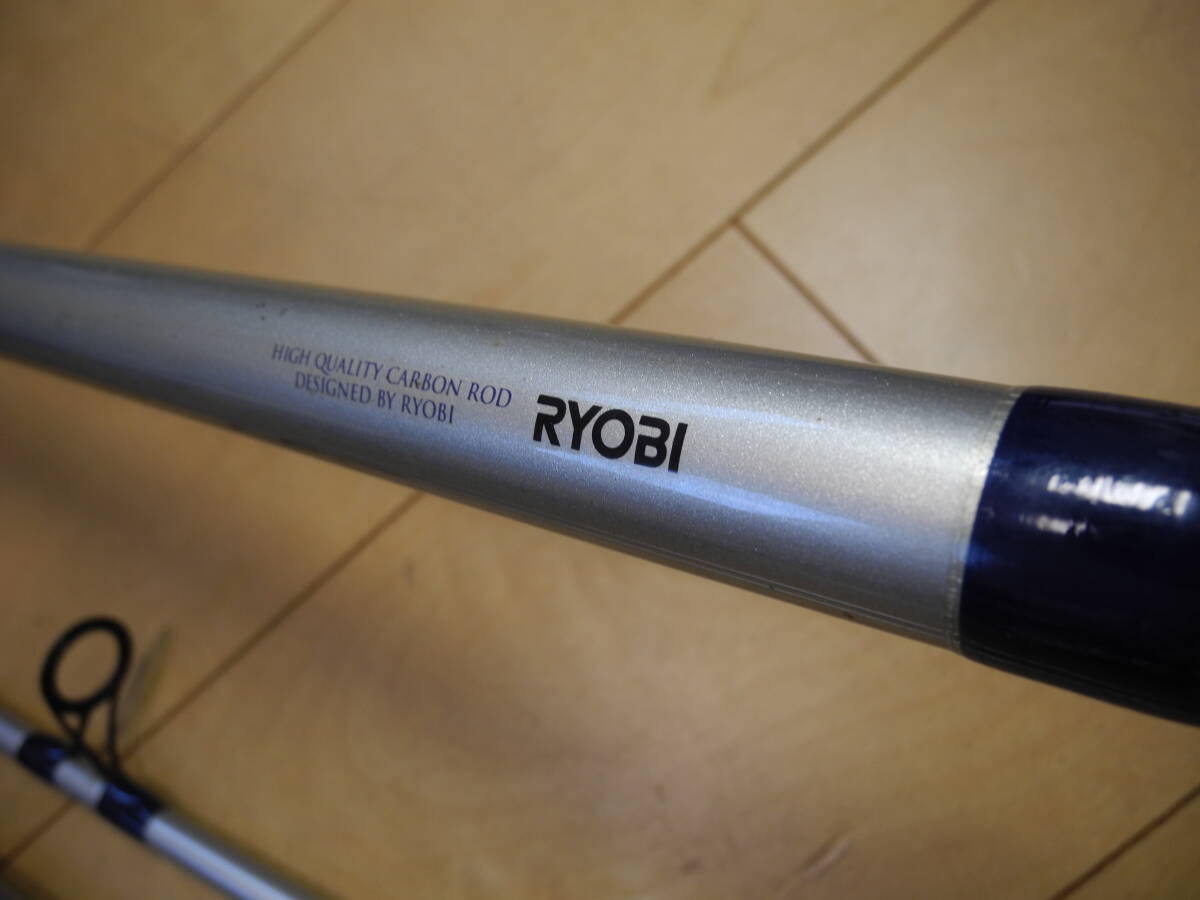 HIGH QUALITY CARBON ROD
DESIGNED BY RYOBI
RYOBI